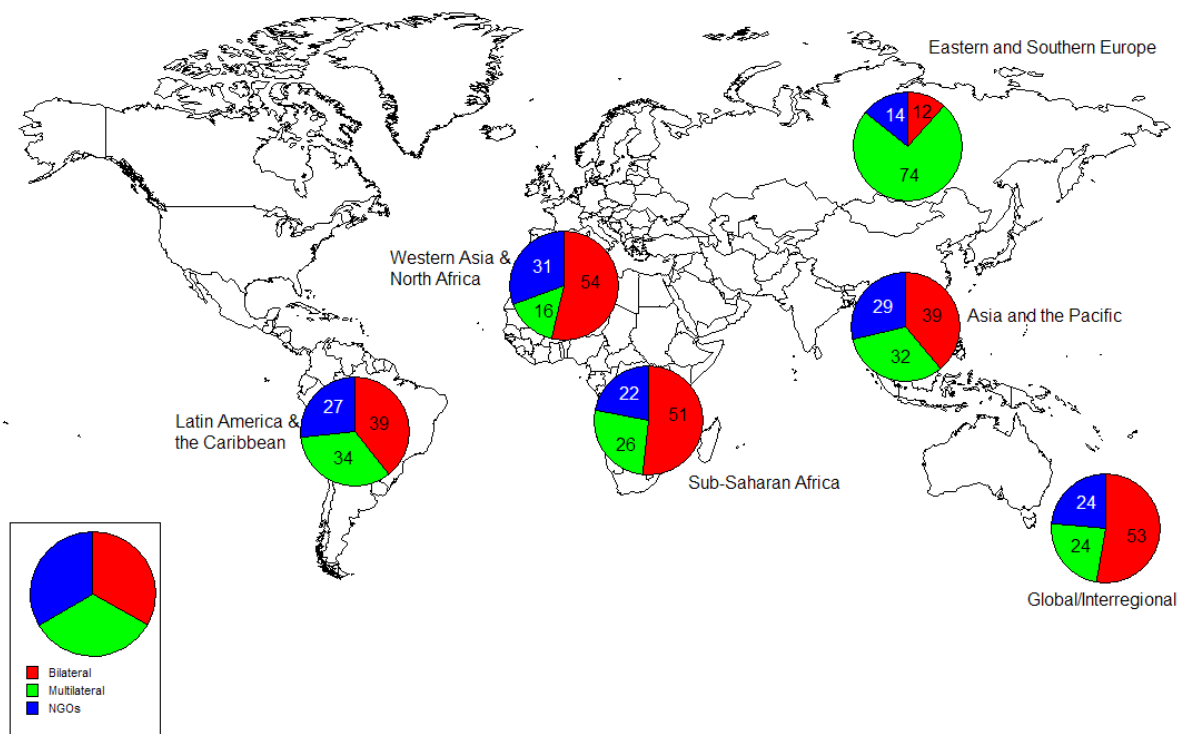 Eastern and Southern Europe
14
12
74
Western Asia &
North Africa
31
54
16
29
39
32
Asia and the Pacific
Latin America &
the Caribbean
27
39
34
22
51
26
Sub-Saharan Africa
24
53
24
Global/Interregional
Bilateral
Multilateral
NGOs